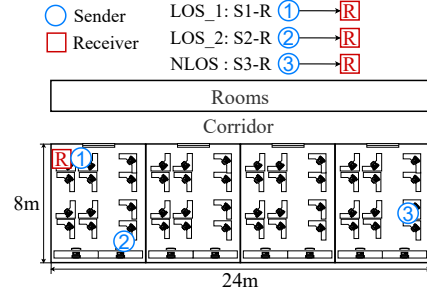 Sender
Receiver
LOS_1: S1-R 1 R
LOS_2: S2-R 2 R
NLOS : S3-R 3 R
Rooms
Corridor
R 1
2
3
8m
24m